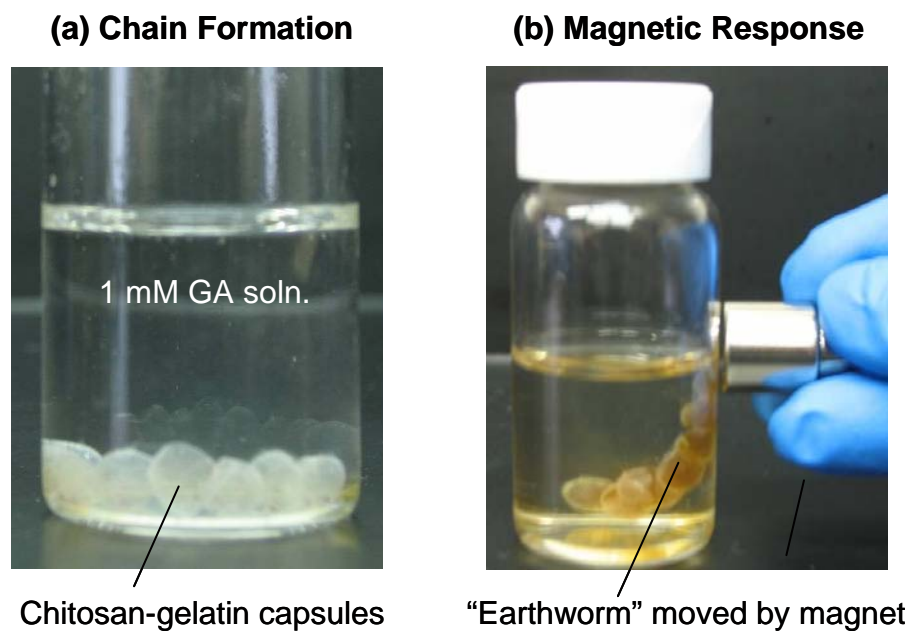 (a) Chain Formation
(b) Magnetic Response
1 mM GA soln.
Chitosan-gelatin capsules
“Earthworm” moved by magnet